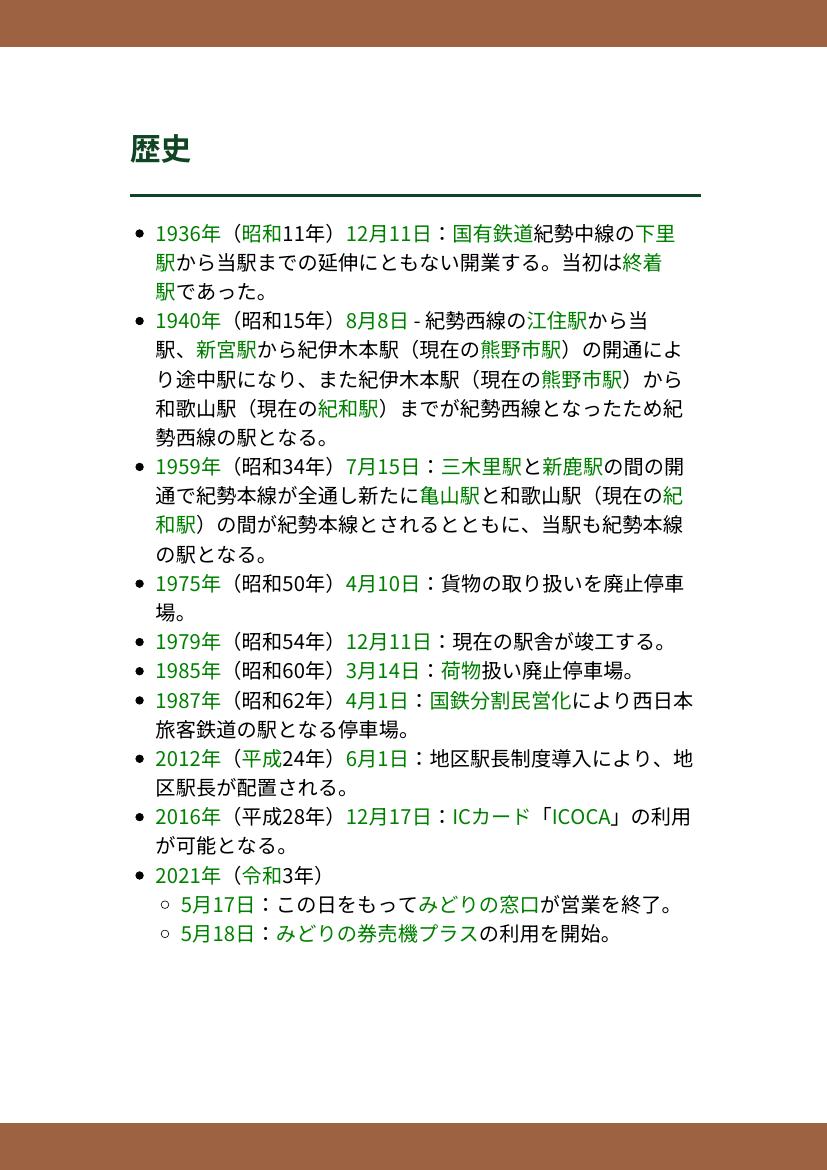 歴史
1936年（昭和11年）12月11日：国有鉄道紀勢中線の下里
駅から当駅までの延伸にともない開業する。当初は終着
駅であった。
1940年（昭和15年）8月8日 - 紀勢西線の江住駅から当
駅、新宮駅から紀伊木本駅（現在の熊野市駅）の開通によ
り途中駅になり、また紀伊木本駅（現在の熊野市駅）から
和歌山駅（現在の紀和駅）までが紀勢西線となったため紀
勢西線の駅となる。
1959年（昭和34年）7月15日：三木里駅と新鹿駅の間の開
通で紀勢本線が全通し新たに亀山駅と和歌山駅（現在の紀
和駅）の間が紀勢本線とされるとともに、当駅も紀勢本線
の駅となる。
1975年（昭和50年）4月10日：貨物の取り扱いを廃止停車
場。
1979年（昭和54年）12月11日：現在の駅舎が竣工する。
1985年（昭和60年）3月14日：荷物扱い廃止停車場。
1987年（昭和62年）4月1日：国鉄分割民営化により西日本
旅客鉄道の駅となる停車場。
2012年（平成24年）6月1日：地区駅長制度導入により、地
区駅長が配置される。
2016年（平成28年）12月17日：ICカード「ICOCA」の利用
が可能となる。
2021年（令和3年）
5月17日：この日をもってみどりの窓口が営業を終了。
5月18日：みどりの券売機プラスの利用を開始。